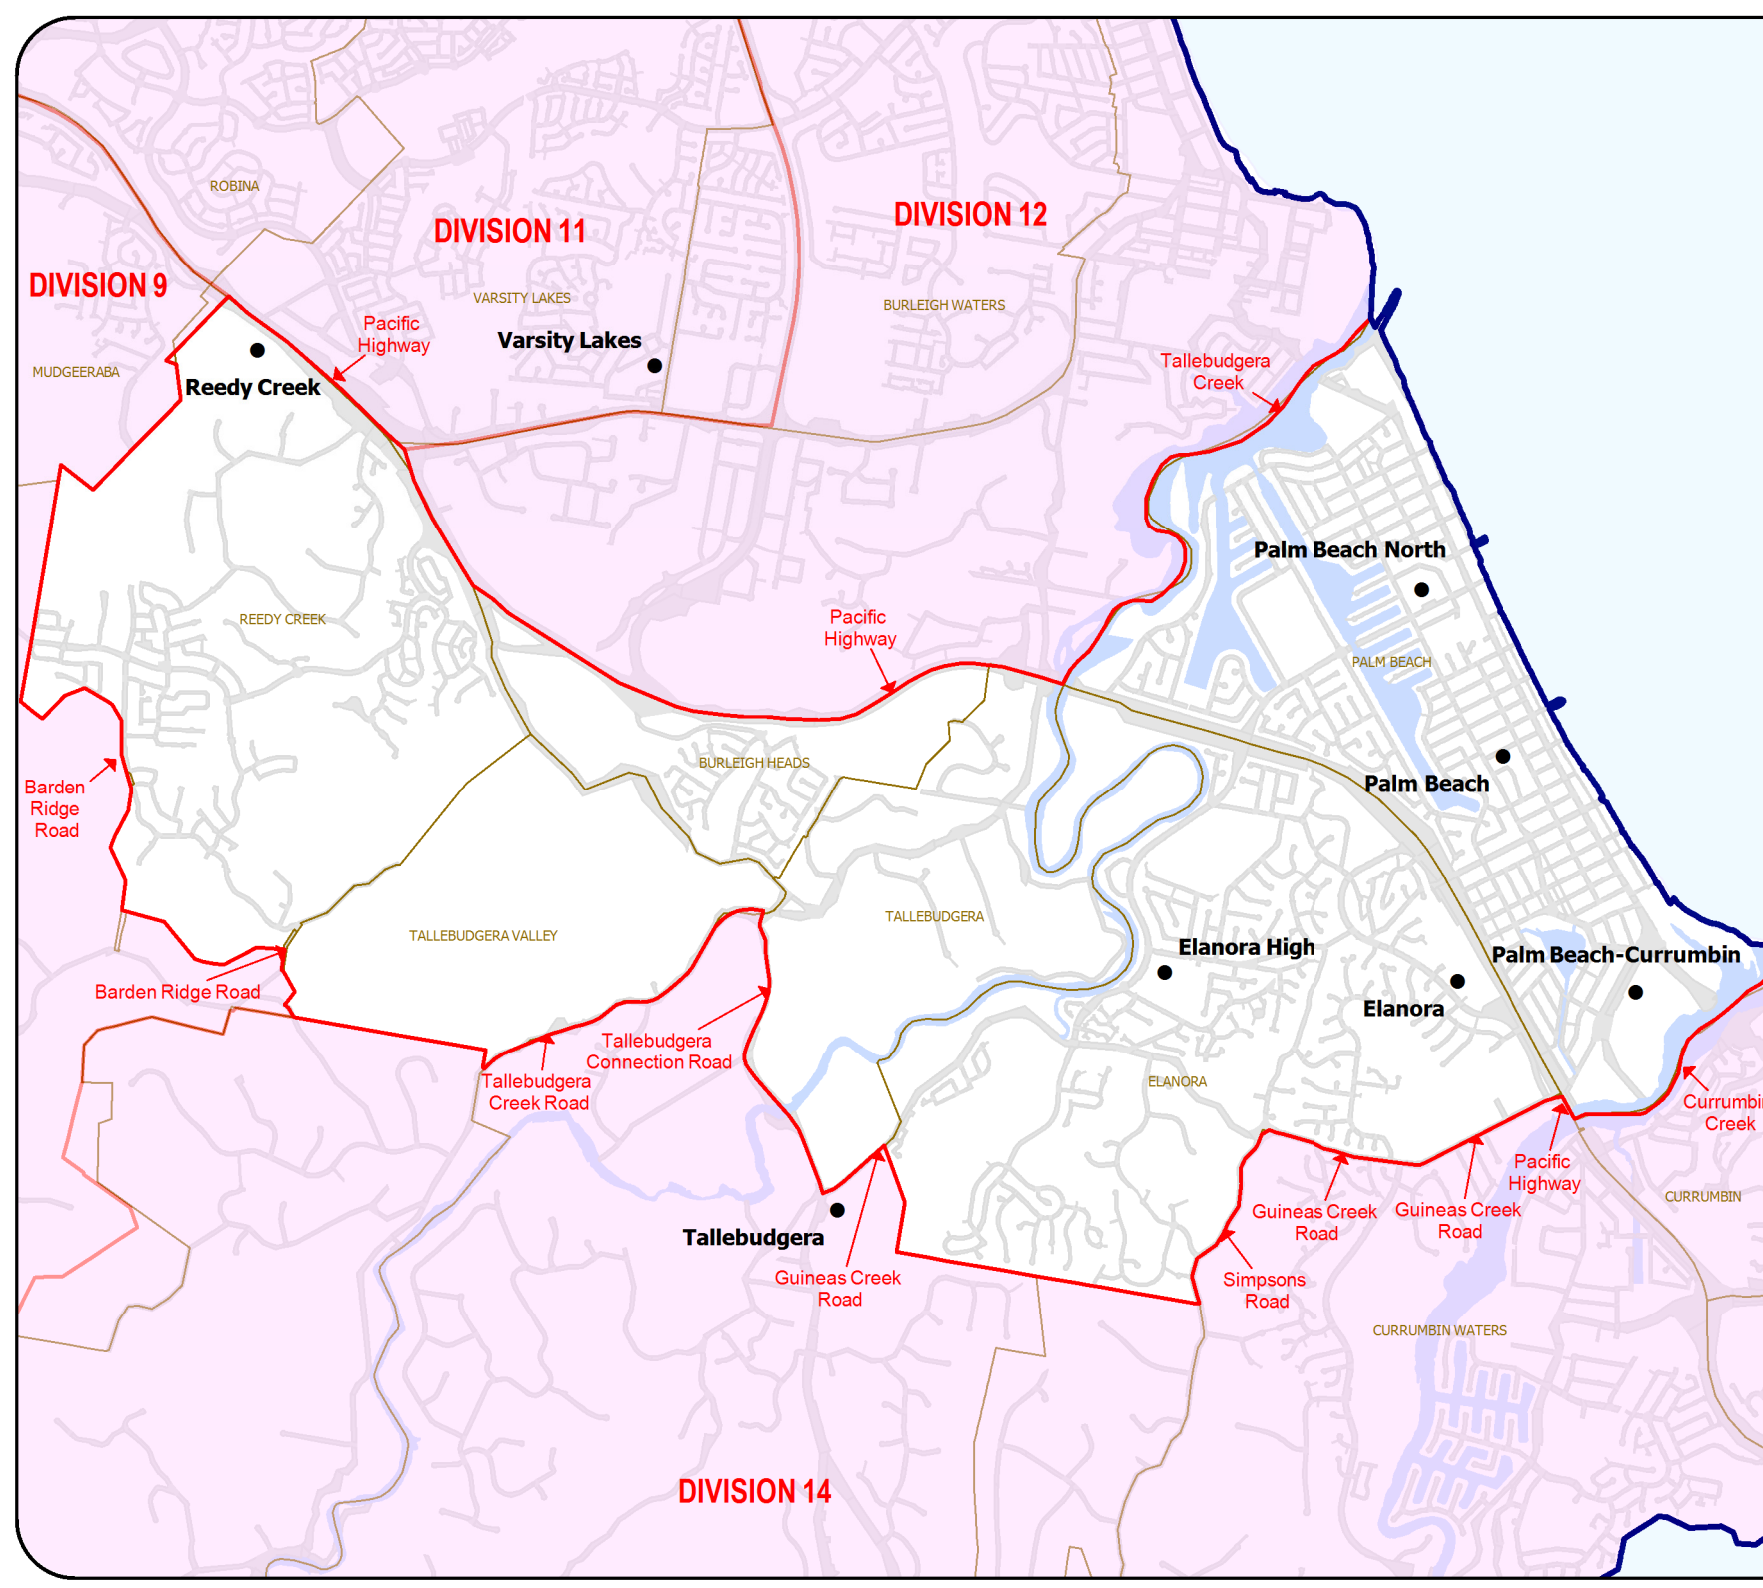 ROBINA
DIVISION 12
DIVISION 11
DIVISION 9
VARSITY LAKES
BURLEIGH WATERS
Pacific
Highway
Varsity Lakes
Tallebudgera
Creek
MUDGEERABA
Reedy Creek
Palm Beach North
REEDY CREEK
Pacific
Highway
PALM BEACH
BURLEIGH HEADS
Barden
Ridge
Road
Palm Beach
TALLEBUDGERA
TALLEBUDGERA VALLEY
Elanora High
Palm Beach-Currumbin
Barden Ridge Road
Elanora
Tallebudgera
Connection Road
Tallebudgera
Creek Road
ELANORA
Currumbin
Creek
Pacific
Highway
CURRUMBIN
Guineas Creek
Road
Guineas Creek
Road
Tallebudgera
Guineas Creek
Road
Simpsons
Road
CURRUMBIN WATERS
DIVISION 14